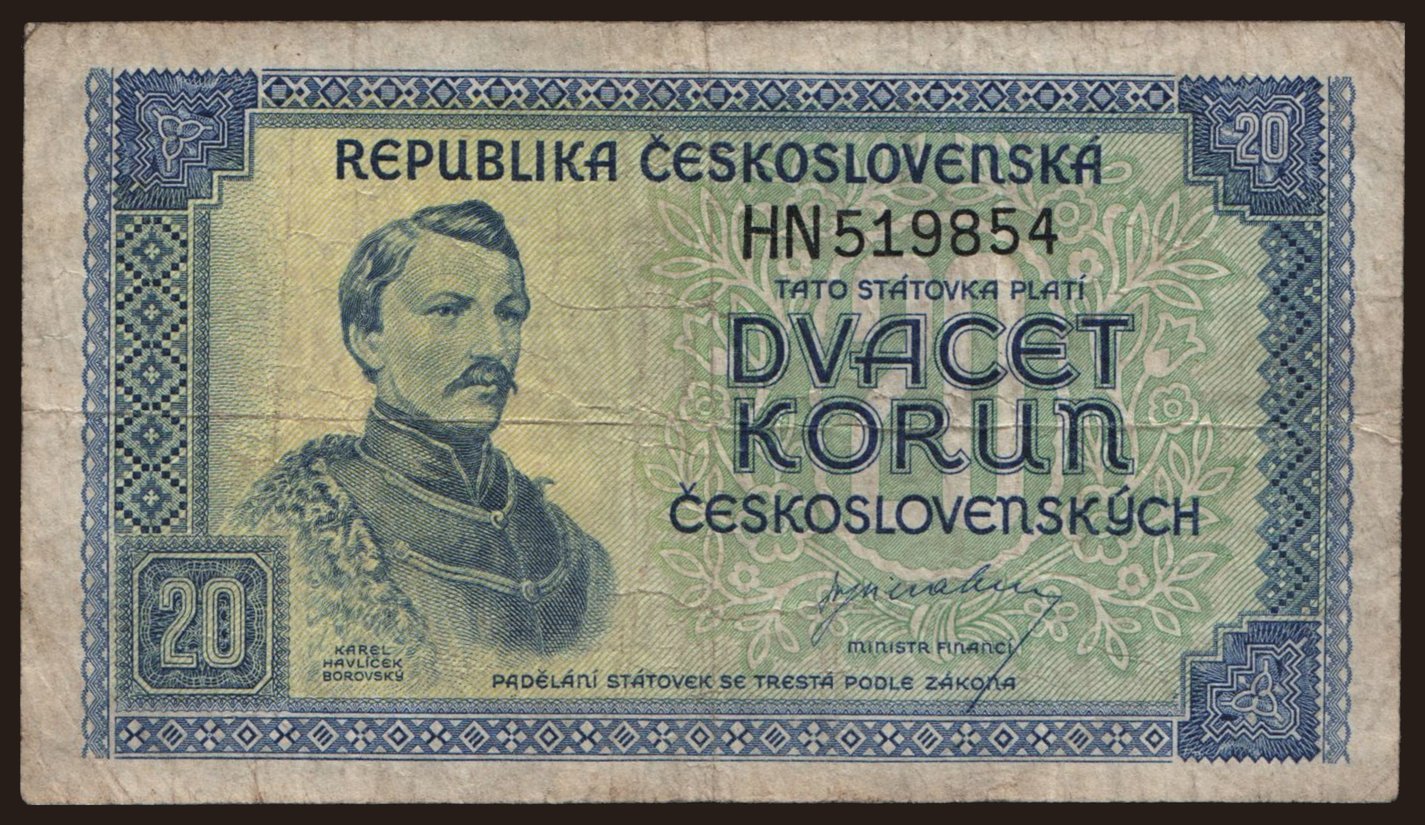 20
REPUBLIKA ČESKOSLOVENSKÁ
HN519854
TATO STÁTOVKA PLATÍ
DVACET
KORUN
ČESKOSLOVENSKÝCH
MINISTR FINANCÍ
20
KAREL
HAVLÍČEK
BOROVSKÝ
PADĚLÁNÍ STÁTOVEK SE TRESTÁ PODLE ZÁKONA